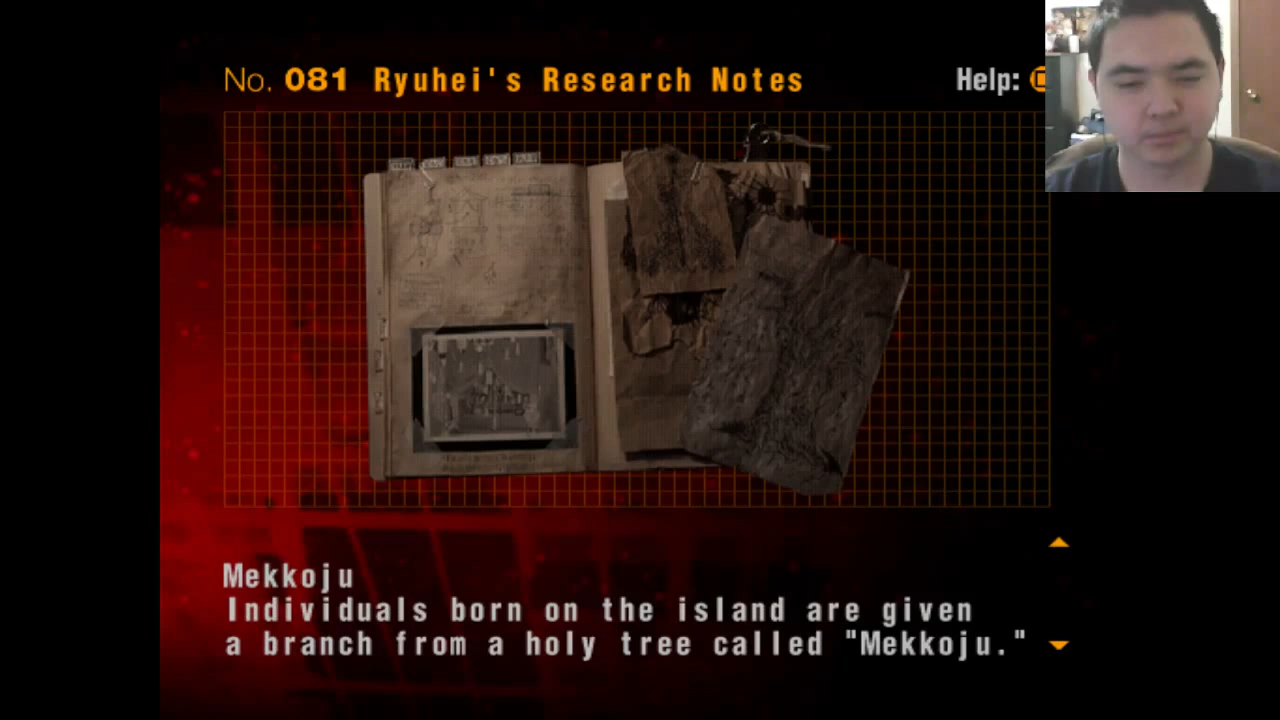 No. 081 Ryuhei's Research Notes
Help:
Mekkoju
Individuals born on the island are given
a branch from a holy tree called "Mekkoju."